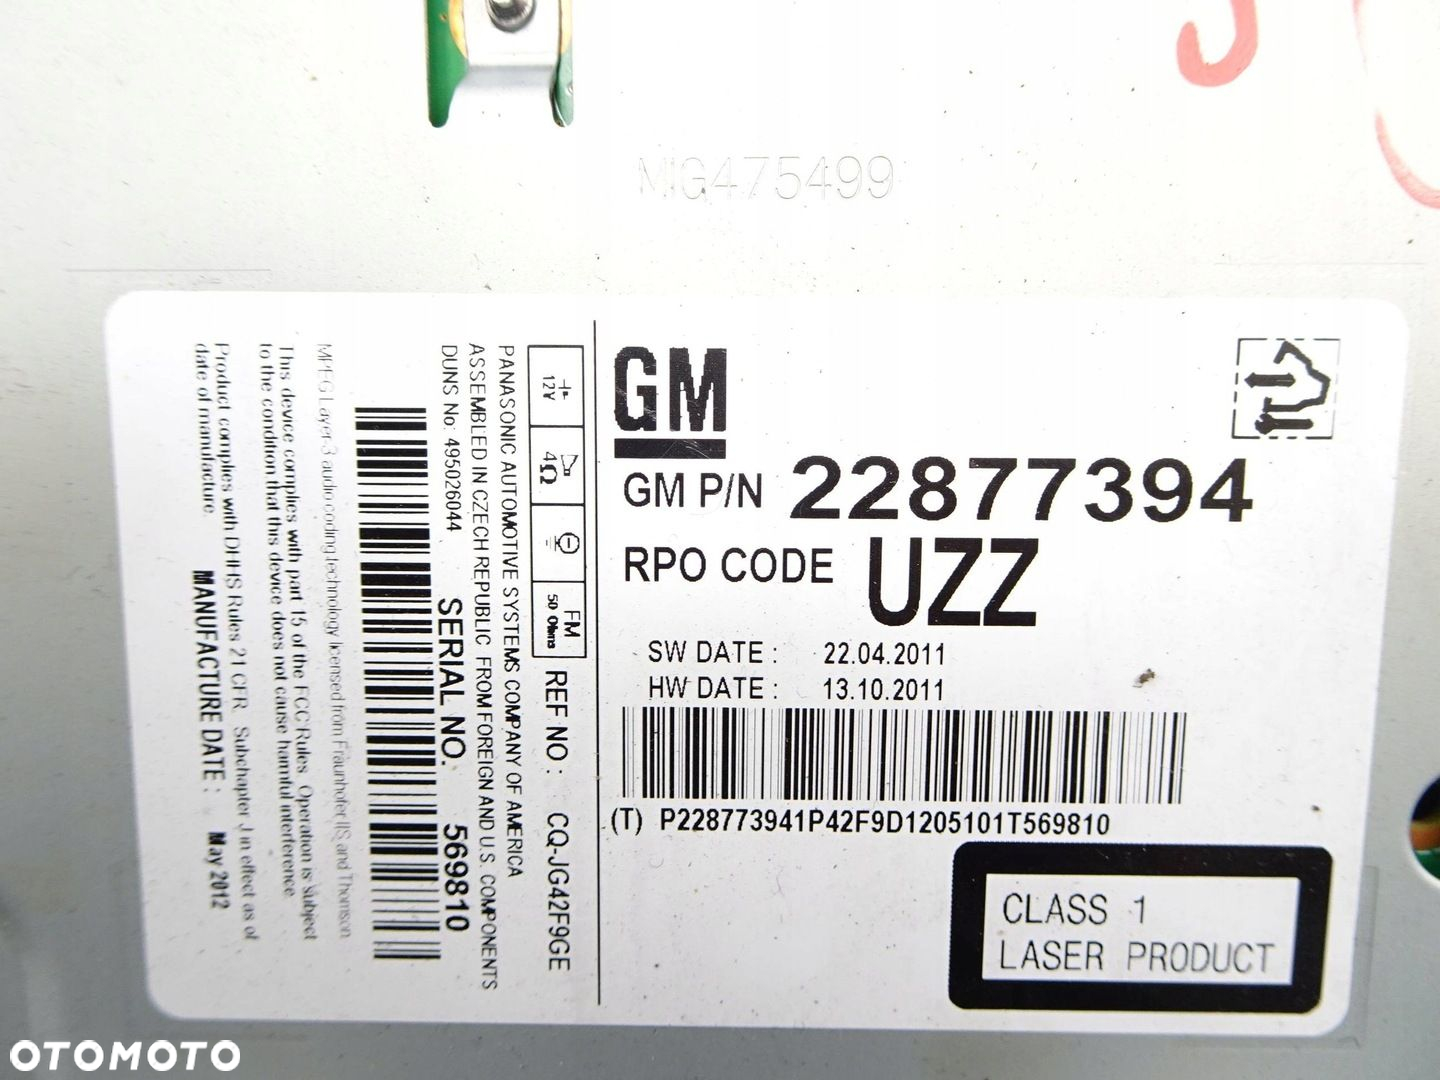 J
MIG475499
GM
GM P/N 22877394
RPO CODE UZZ
SW DATE : 22.04.2011
HW DATE : 13.10.2011
(T) P228773941P42F9D1205101T569810
CLASS 1
LASER PRODUCT
12V
4Ω
FM
50 Ohms
REF NO : CQ-JG42F9GE
PANASONIC AUTOMOTIVE SYSTEMS COMPANY OF AMERICA
ASSEMBLED IN CZECH REPUBLIC FROM FOREIGN AND U.S. COMPONENTS
DUNS No: 495026044
SERIAL NO. 569810
MPEG Layer-3 audio coding technology licensed from Fraunhofer IIS and Thomson
This device complies with part 15 of the FCC Rules. Operation is subject
to the condition that this device does not cause harmful interference.
Product complies with DHHS Rules 21 CFR. Subchapter J in effect as of
date of manufacture.
MANUFACTURE DATE : May 2012
OTOMOTO